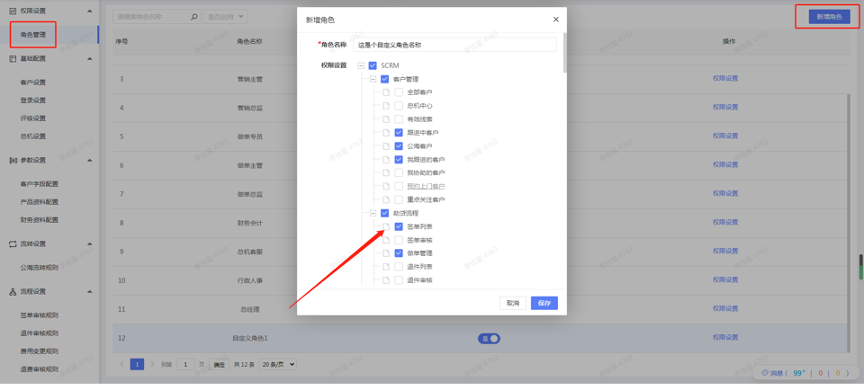 权限设置
角色管理
基础配置
客户设置
登录设置
评级设置
总机设置
参数设置
客户字段配置
产品资料配置
财务资料配置
流转设置
公海流转规则
流程设置
签单审核规则
退件审核规则
费用变更规则
退费审核规则
请填写角色名称
是否启用
新增角色
序号 角色名称 操作
3 营销主管 权限设置
4 营销总监 权限设置
5 做单专员 权限设置
6 做单主管 权限设置
7 做单总监 权限设置
8 财务会计 权限设置
9 总机客服 权限设置
10 行政人事 权限设置
11 总经理 权限设置
12 自定义角色1 是 权限设置
1 到第 1 页 确定 共 12 条 20 条/页
消息 ( 99+ | 0 | 0 )
新增角色
*角色名称 这是个自定义角色名称
权限设置
SCRM
客户管理
全部客户
总机中心
有效线索
跟进中客户
公海客户
我跟进的客户
我协助的客户
预约上门客户
重点关注客户
助贷流程
签单列表
签单审核
做单管理
退件列表
退件审核
取消 保存